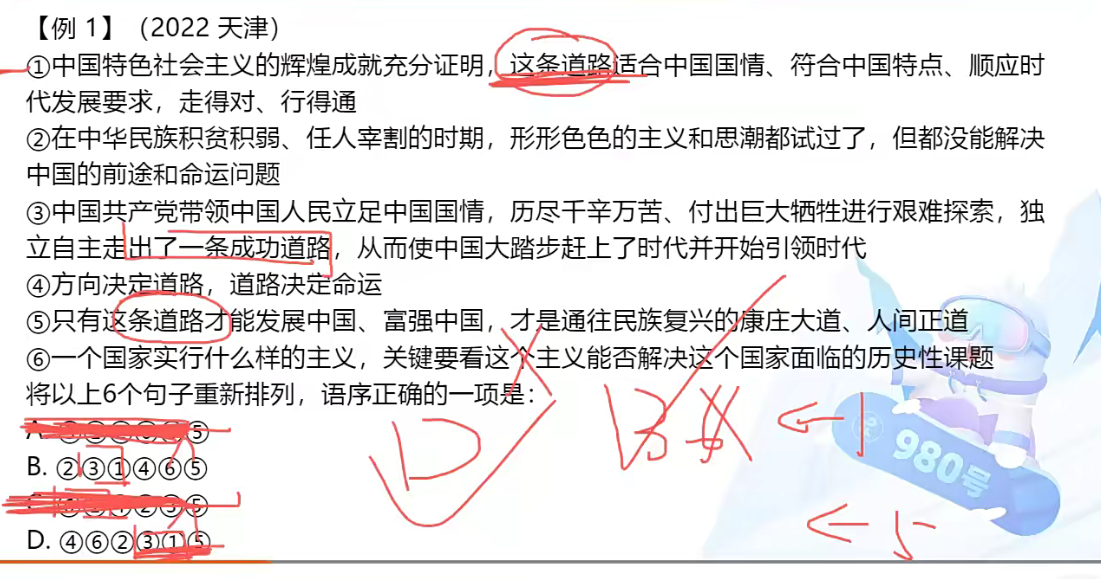 【例 1】（2022 天津）
①中国特色社会主义的辉煌成就充分证明，这条道路适合中国国情、符合中国特点、顺应时
代发展要求，走得对、行得通
②在中华民族积贫积弱、任人宰割的时期，形形色色的主义和思潮都试过了，但都没能解决
中国的前途和命运问题
③中国共产党带领中国人民立足中国国情，历尽千辛万苦、付出巨大牺牲进行艰难探索，独
立自主走出了一条成功道路，从而使中国大踏步赶上了时代并开始引领时代
④方向决定道路，道路决定命运
⑤只有这条道路才能发展中国、富强中国，才是通往民族复兴的康庄大道、人间正道
⑥一个国家实行什么样的主义，关键要看这个主义能否解决这个国家面临的历史性课题
将以上6个句子重新排列，语序正确的一项是：
⑤
B. ②③①④⑥⑤
⑤
D. ④⑥②③①⑤
D
B
980号